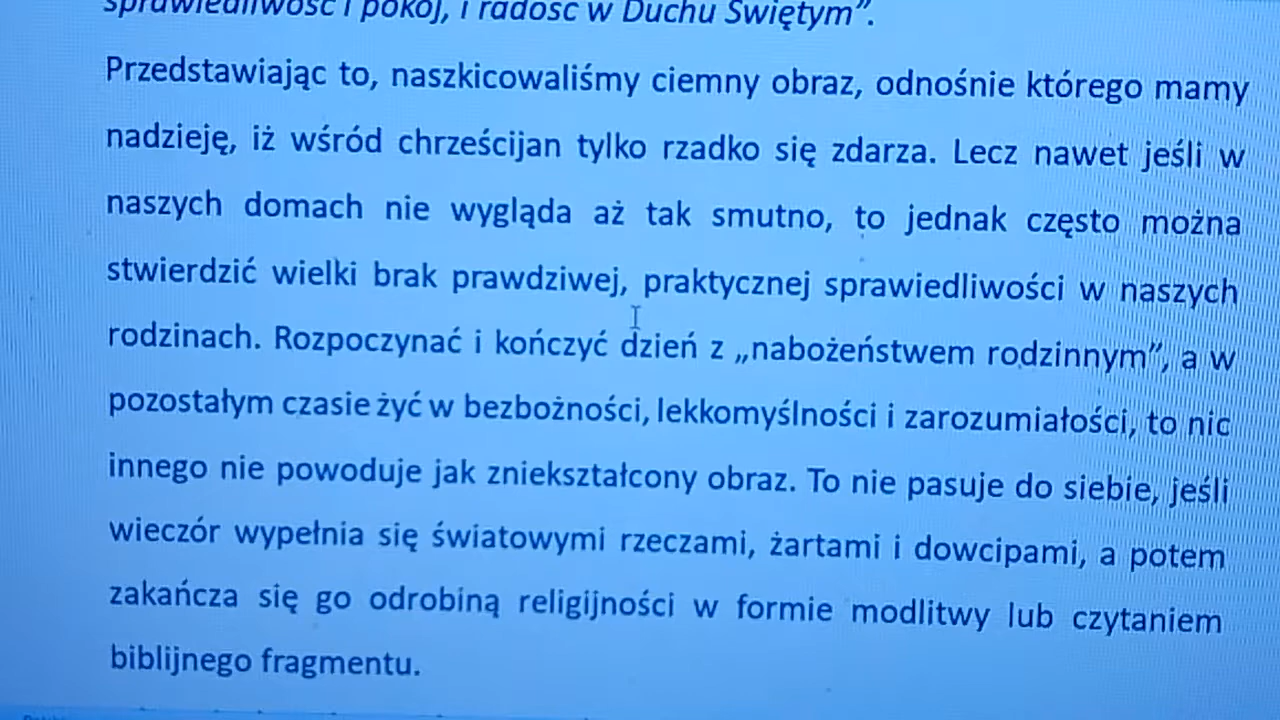 sprawiedliwość i pokój, i radość w Duchu Świętym”.
Przedstawiając to, naszkicowaliśmy ciemny obraz, odnośnie którego mamy
nadzieję, iż wśród chrześcijan tylko rzadko się zdarza. Lecz nawet jeśli w
naszych domach nie wygląda aż tak smutno, to jednak często można
stwierdzić wielki brak prawdziwej, praktycznej sprawiedliwości w naszych
rodzinach. Rozpoczynać i kończyć dzień z „nabożeństwem rodzinnym”, a w
pozostałym czasie żyć w bezbożności, lekkomyślności i zarozumiałości, to nic
innego nie powoduje jak zniekształcony obraz. To nie pasuje do siebie, jeśli
wieczór wypełnia się światowymi rzeczami, żartami i dowcipami, a potem
zakańcza się go odrobiną religijności w formie modlitwy lub czytaniem
biblijnego fragmentu.